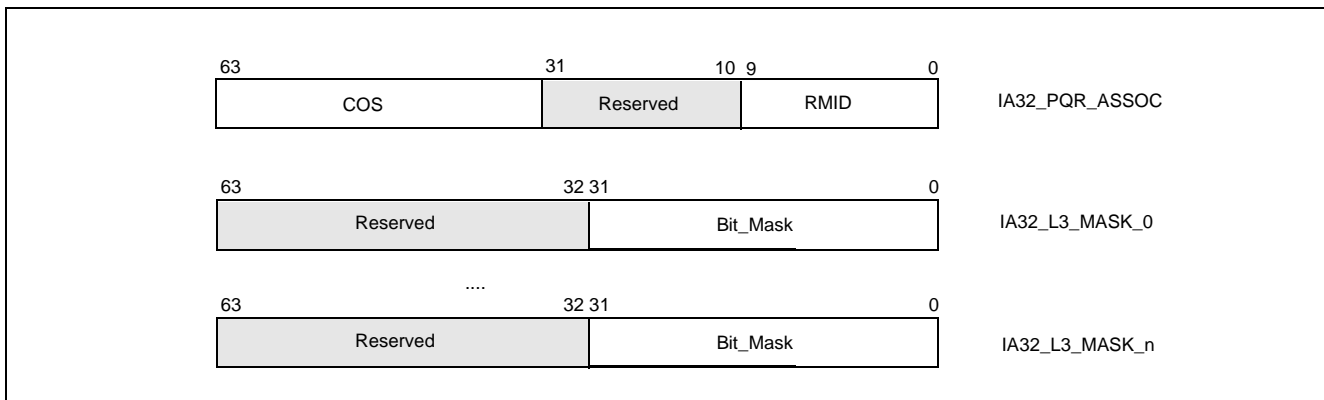 63 31 10 9 0
COS Reserved RMID IA32_PQR_ASSOC
63 32 31 0
Reserved Bit_Mask IA32_L3_MASK_0
....
63 32 31 0
Reserved Bit_Mask IA32_L3_MASK_n